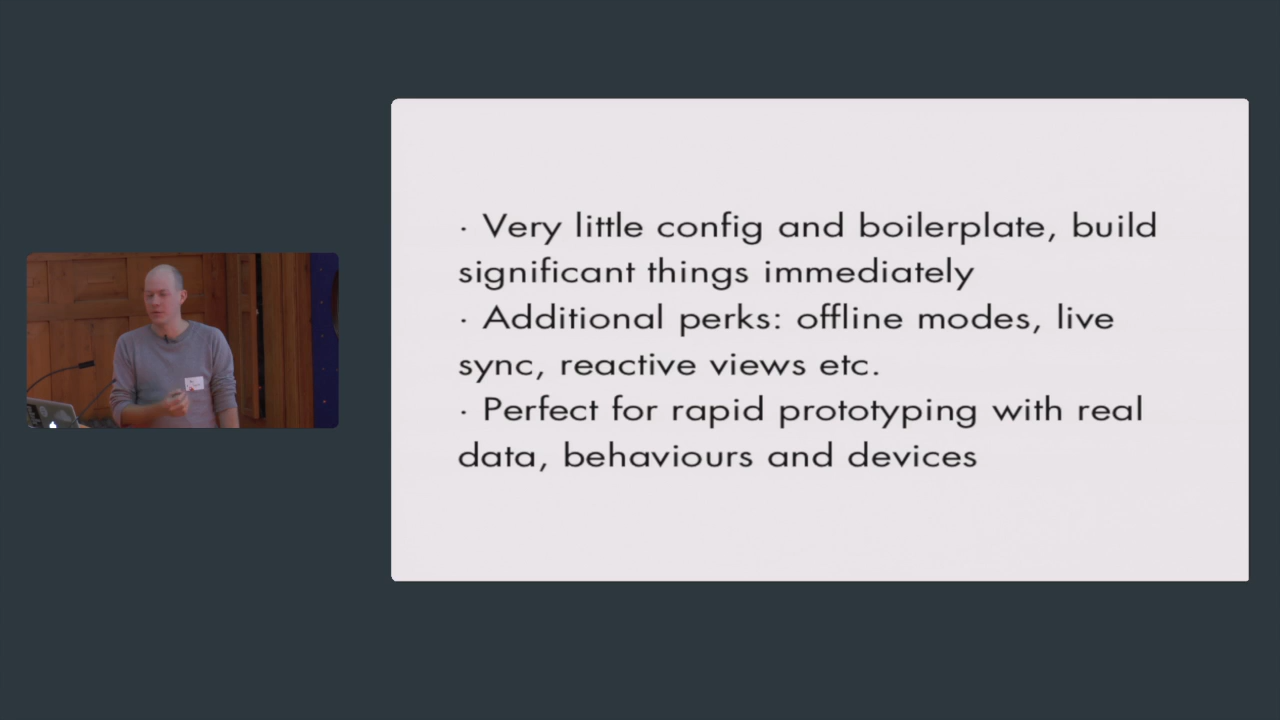 · Very little config and boilerplate, build
significant things immediately
· Additional perks: offline modes, live
sync, reactive views etc.
· Perfect for rapid prototyping with real
data, behaviours and devices